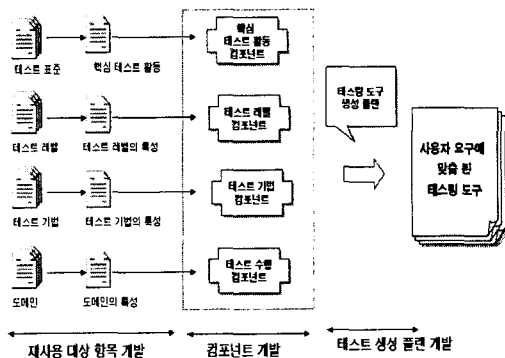 테스트 표준
핵심 테스트 활동
핵심
테스트 활동
컴포넌트
테스트 레벨
테스트 레벨의 특성
테스트 레벨
컴포넌트
테스트 기법
테스트 기법의 특성
테스트 기법
컴포넌트
도메인
도메인의 특성
테스트 수행
컴포넌트
테스팅 도구
생성 플랜
사용자 요구에
맞춤 된
테스팅 도구
재사용 대상 항목 개발
컴포넌트 개발
테스트 생성 플랜 개발